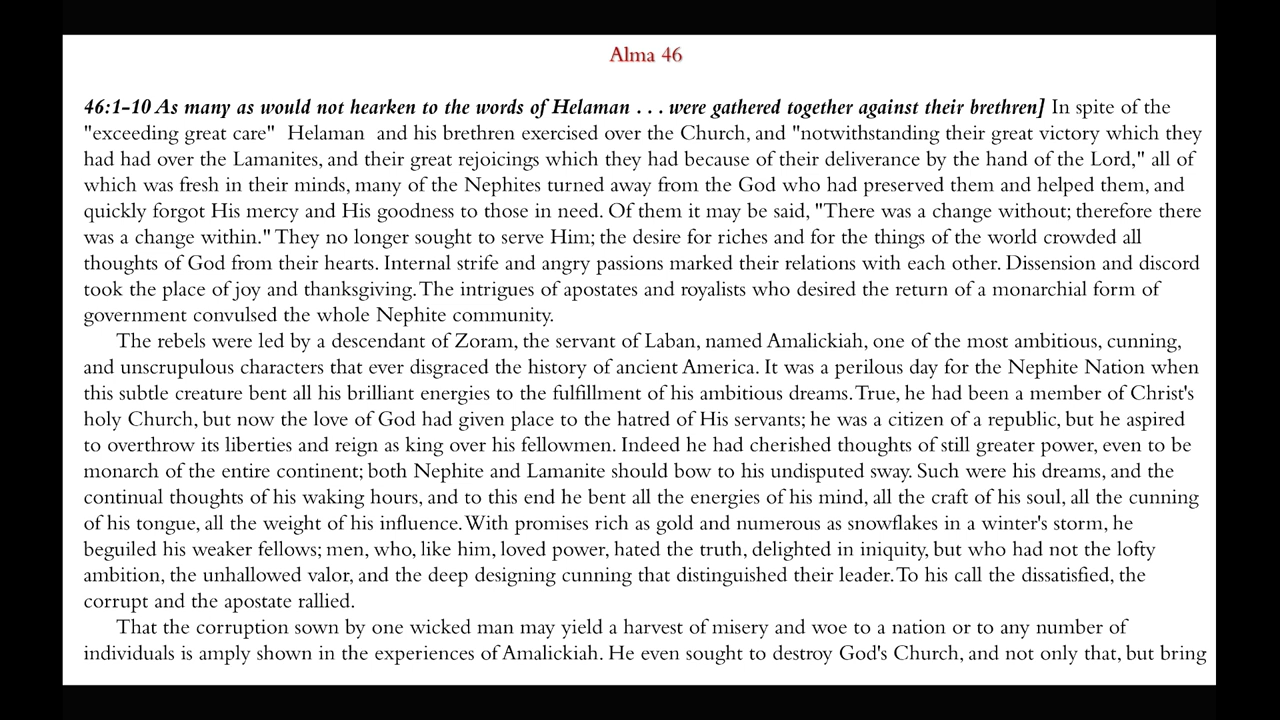 Alma 46
46:1-10 As many as would not hearken to the words of Helaman . . . were gathered together against their brethren] In spite of the
"exceeding great care" Helaman and his brethren exercised over the Church, and "notwithstanding their great victory which they
had had over the Lamanites, and their great rejoicings which they had because of their deliverance by the hand of the Lord," all of
which was fresh in their minds, many of the Nephites turned away from the God who had preserved them and helped them, and
quickly forgot His mercy and His goodness to those in need. Of them it may be said, "There was a change without; therefore there
was a change within." They no longer sought to serve Him; the desire for riches and for the things of the world crowded all
thoughts of God from their hearts. Internal strife and angry passions marked their relations with each other. Dissension and discord
took the place of joy and thanksgiving. The intrigues of apostates and royalists who desired the return of a monarchial form of
government convulsed the whole Nephite community.
The rebels were led by a descendant of Zoram, the servant of Laban, named Amalickiah, one of the most ambitious, cunning,
and unscrupulous characters that ever disgraced the history of ancient America. It was a perilous day for the Nephite Nation when
this subtle creature bent all his brilliant energies to the fulfillment of his ambitious dreams. True, he had been a member of Christ's
holy Church, but now the love of God had given place to the hatred of His servants; he was a citizen of a republic, but he aspired
to overthrow its liberties and reign as king over his fellowmen. Indeed he had cherished thoughts of still greater power, even to be
monarch of the entire continent; both Nephite and Lamanite should bow to his undisputed sway. Such were his dreams, and the
continual thoughts of his waking hours, and to this end he bent all the energies of his mind, all the craft of his soul, all the cunning
of his tongue, all the weight of his influence. With promises rich as gold and numerous as snowflakes in a winter's storm, he
beguiled his weaker fellows; men, who, like him, loved power, hated the truth, delighted in iniquity, but who had not the lofty
ambition, the unhallowed valor, and the deep designing cunning that distinguished their leader. To his call the dissatisfied, the
corrupt and the apostate rallied.
That the corruption sown by one wicked man may yield a harvest of misery and woe to a nation or to any number of
individuals is amply shown in the experiences of Amalickiah. He even sought to destroy God's Church, and not only that, but bring